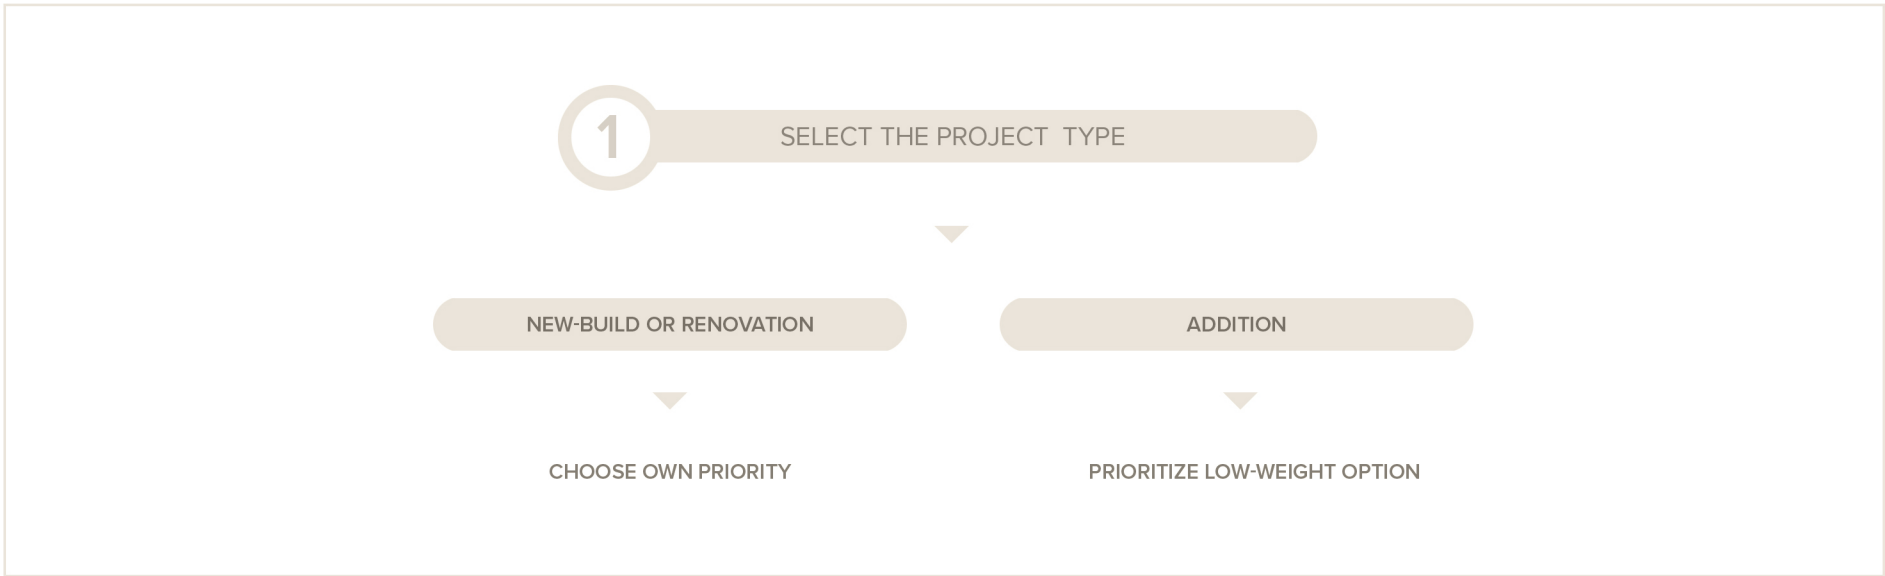 1
SELECT THE PROJECT TYPE
NEW-BUILD OR RENOVATION
ADDITION
CHOOSE OWN PRIORITY
PRIORITIZE LOW-WEIGHT OPTION